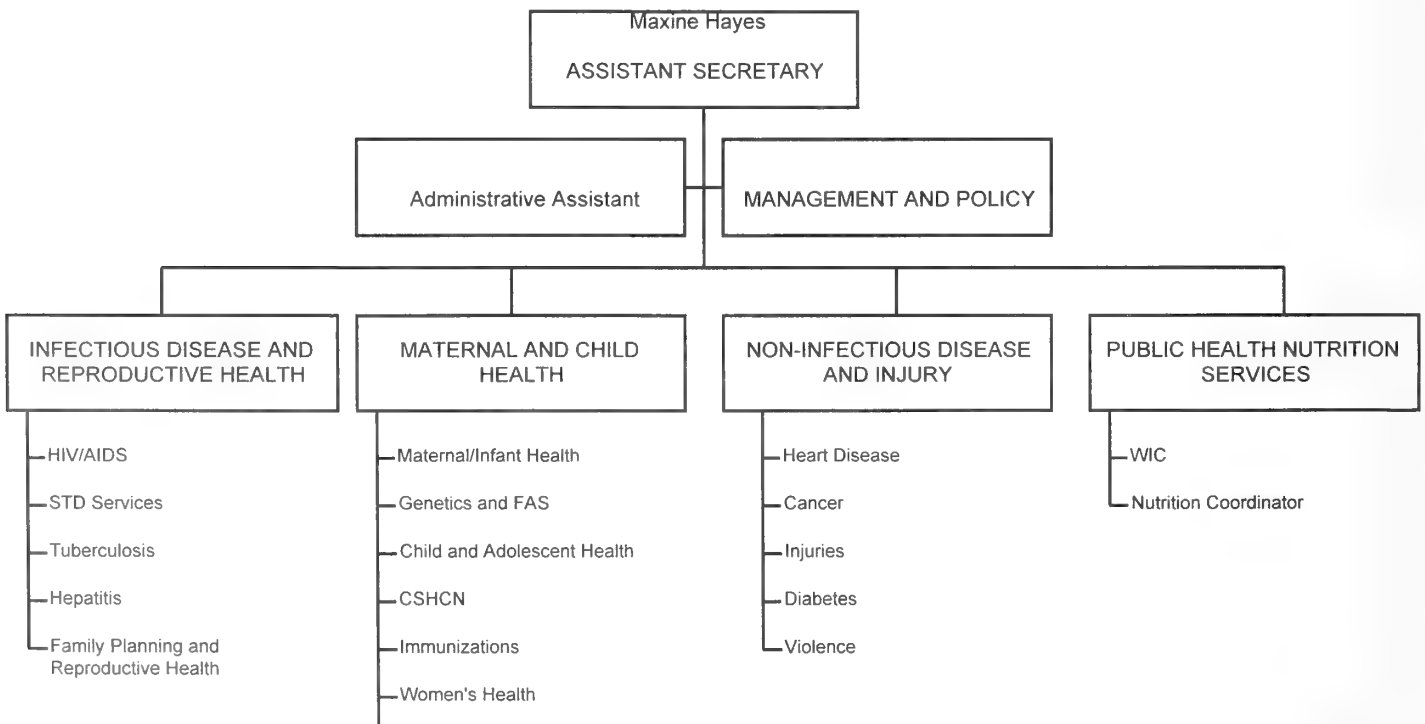 Maxine Hayes
ASSISTANT SECRETARY
Administrative Assistant
MANAGEMENT AND POLICY
INFECTIOUS DISEASE AND
REPRODUCTIVE HEALTH
HIV/AIDS
STD Services
Tuberculosis
Hepatitis
Family Planning and
Reproductive Health
MATERNAL AND CHILD
HEALTH
Maternal/Infant Health
Genetics and FAS
Child and Adolescent Health
CSHCN
Immunizations
Women's Health
NON-INFECTIOUS DISEASE
AND INJURY
Heart Disease
Cancer
Injuries
Diabetes
Violence
PUBLIC HEALTH NUTRITION
SERVICES
WIC
Nutrition Coordinator